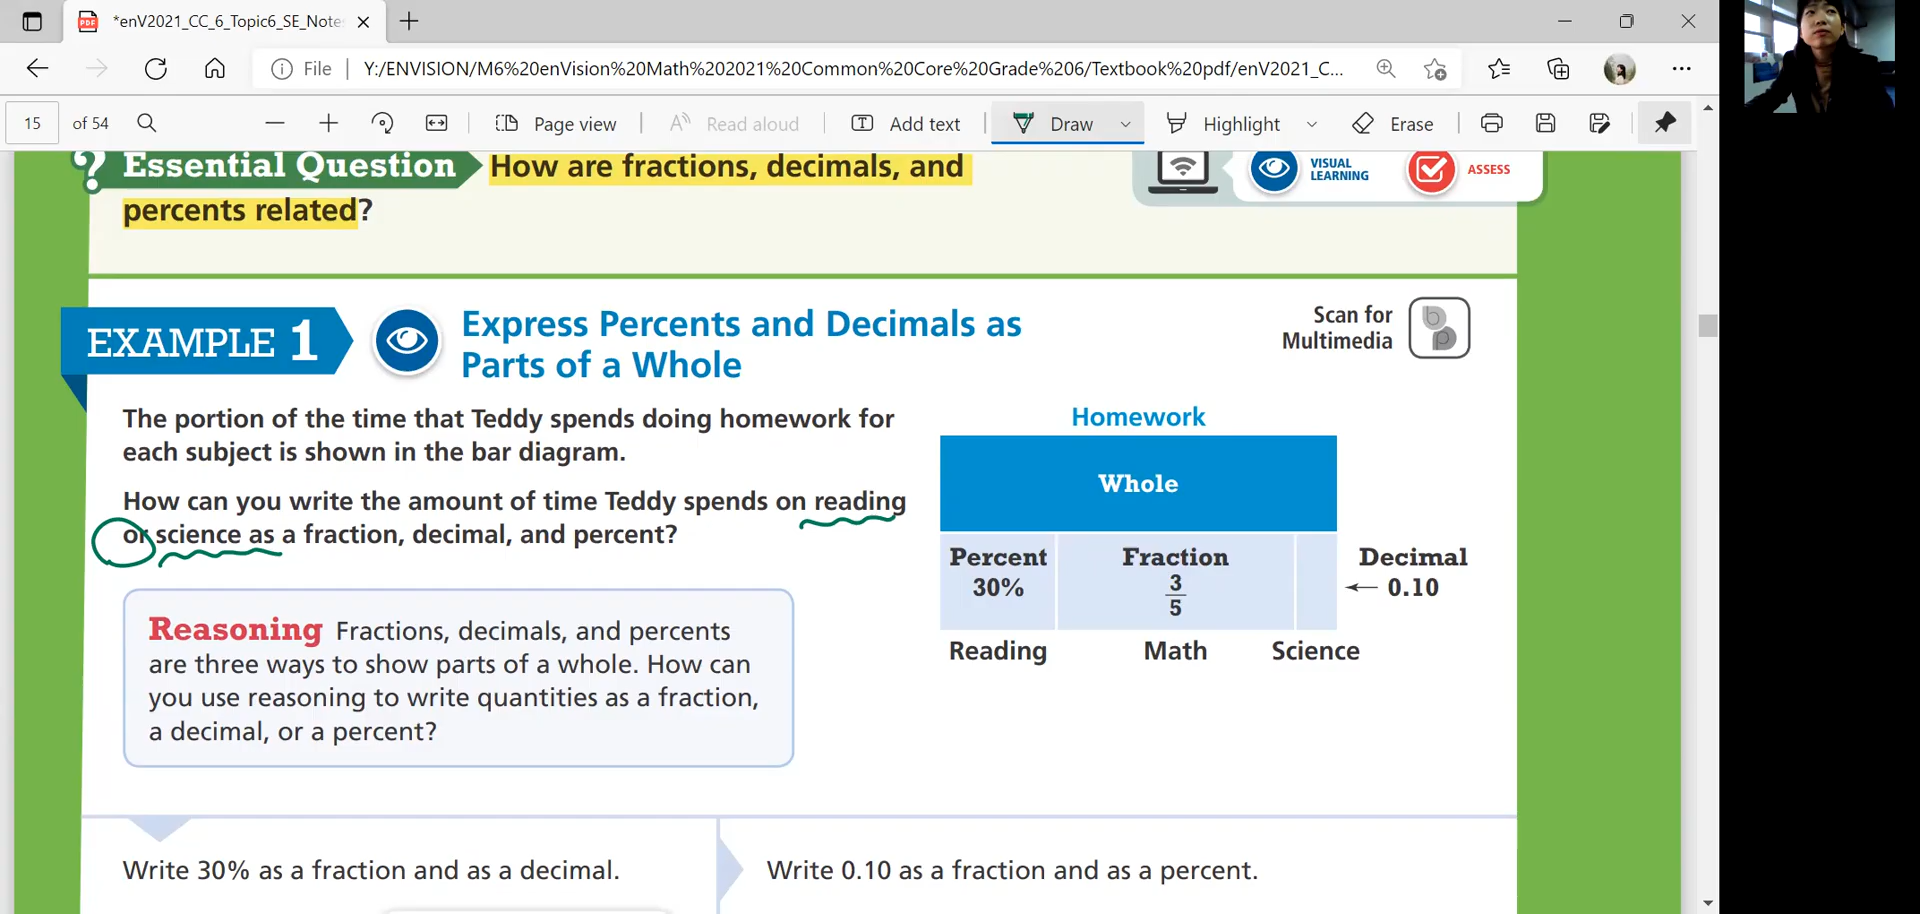 *enV2021_CC_6_Topic6_SE_Note
File
Y:/ENVISION/M6%20enVision%20Math%202021%20Common%20Core%20Grade%206/Textbook%20pdf/enV2021_C...
15 of 54
Page view
Read aloud
Add text
Draw
Highlight
Erase
? Essential Question How are fractions, decimals, and
percents related?
VISUAL
LEARNING
ASSESS
EXAMPLE 1
Express Percents and Decimals as
Parts of a Whole
Scan for
Multimedia
The portion of the time that Teddy spends doing homework for
each subject is shown in the bar diagram.
How can you write the amount of time Teddy spends on reading
or science as a fraction, decimal, and percent?
Homework
Whole
Percent
30%
Fraction
3
5
Decimal
← 0.10
Reading
Math
Science
Reasoning Fractions, decimals, and percents
are three ways to show parts of a whole. How can
you use reasoning to write quantities as a fraction,
a decimal, or a percent?
Write 30% as a fraction and as a decimal.
Write 0.10 as a fraction and as a percent.